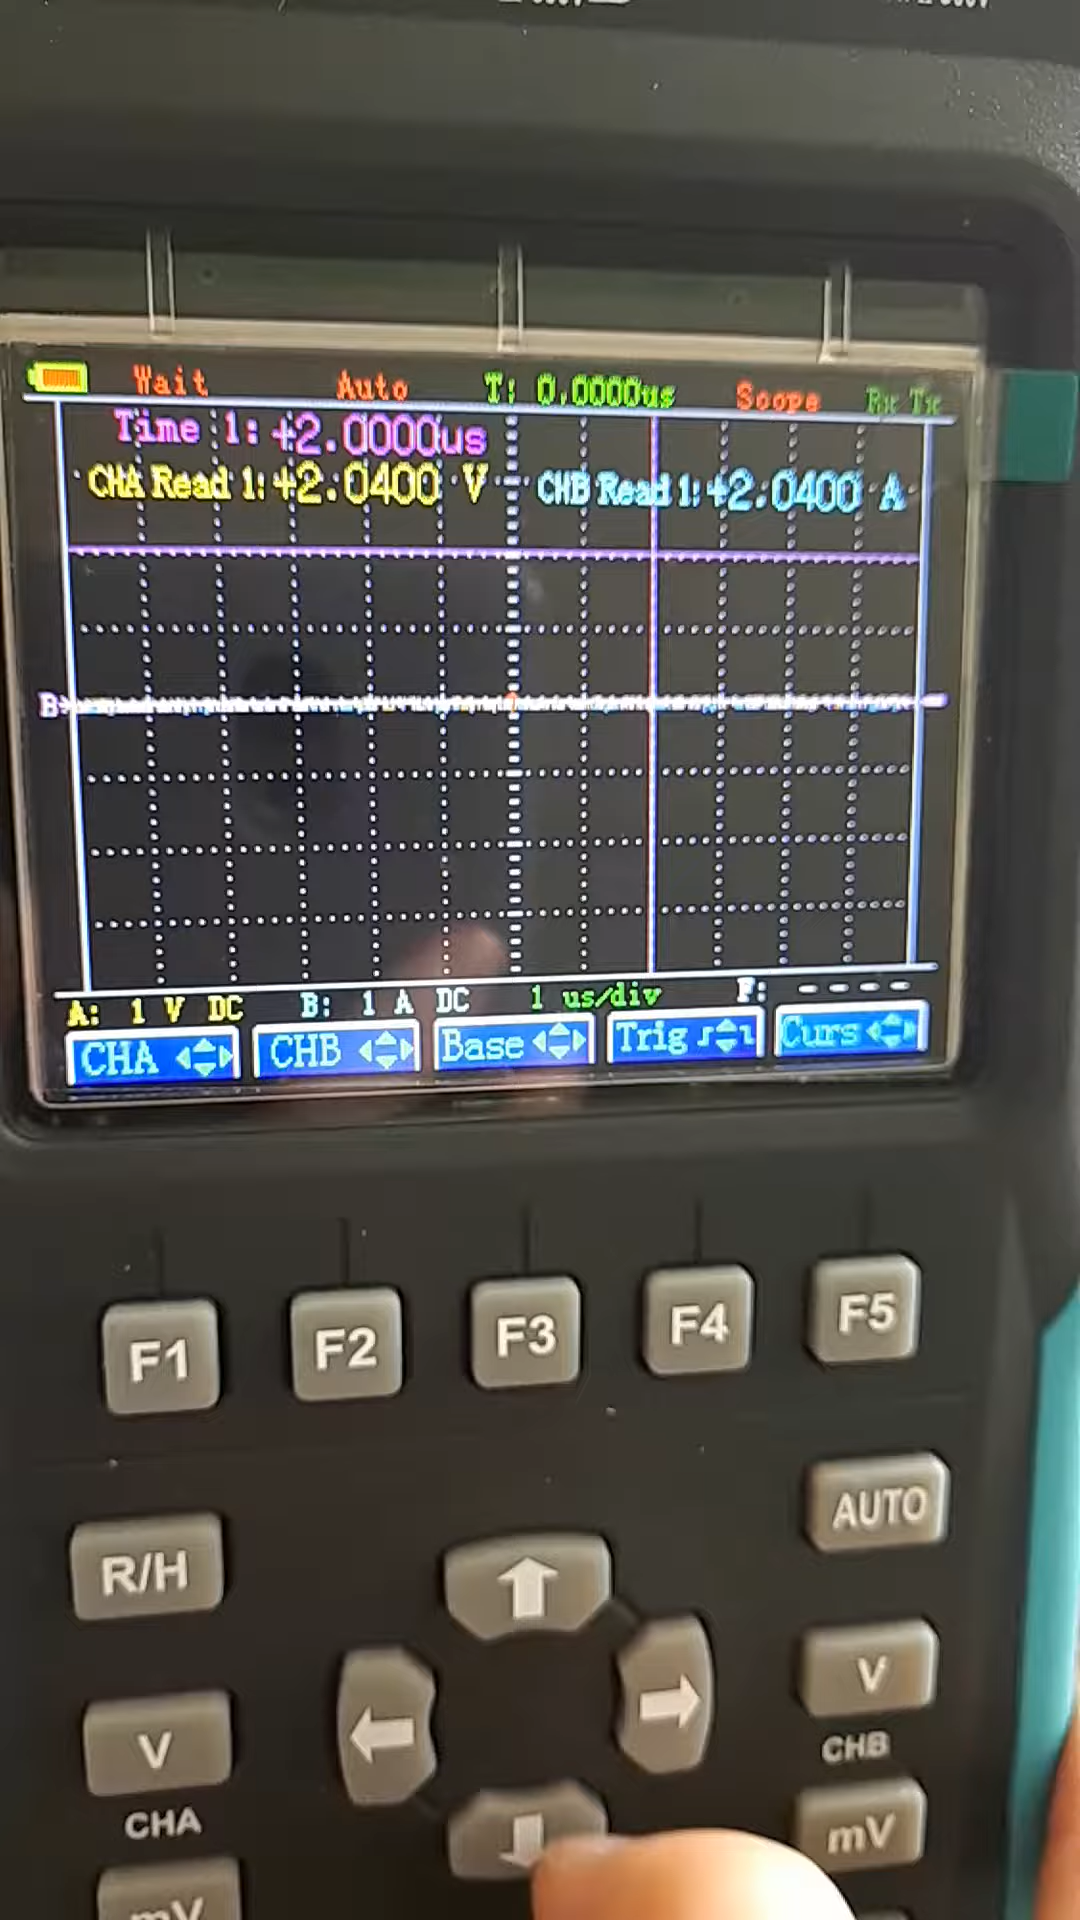 Wait Auto T: 0.0000us Scope Rx Tx
Time 1: +2.0000us
CHA Read 1: +2.0400 V CHB Read 1: +2.0400 A
B>
A: 1 V DC B: 1 A DC 1 us/div F: ----
CHA CHB Base Trig Curs
F1 F2 F3 F4 F5
AUTO
R/H
V
CHB
V
CHA
mV
mV